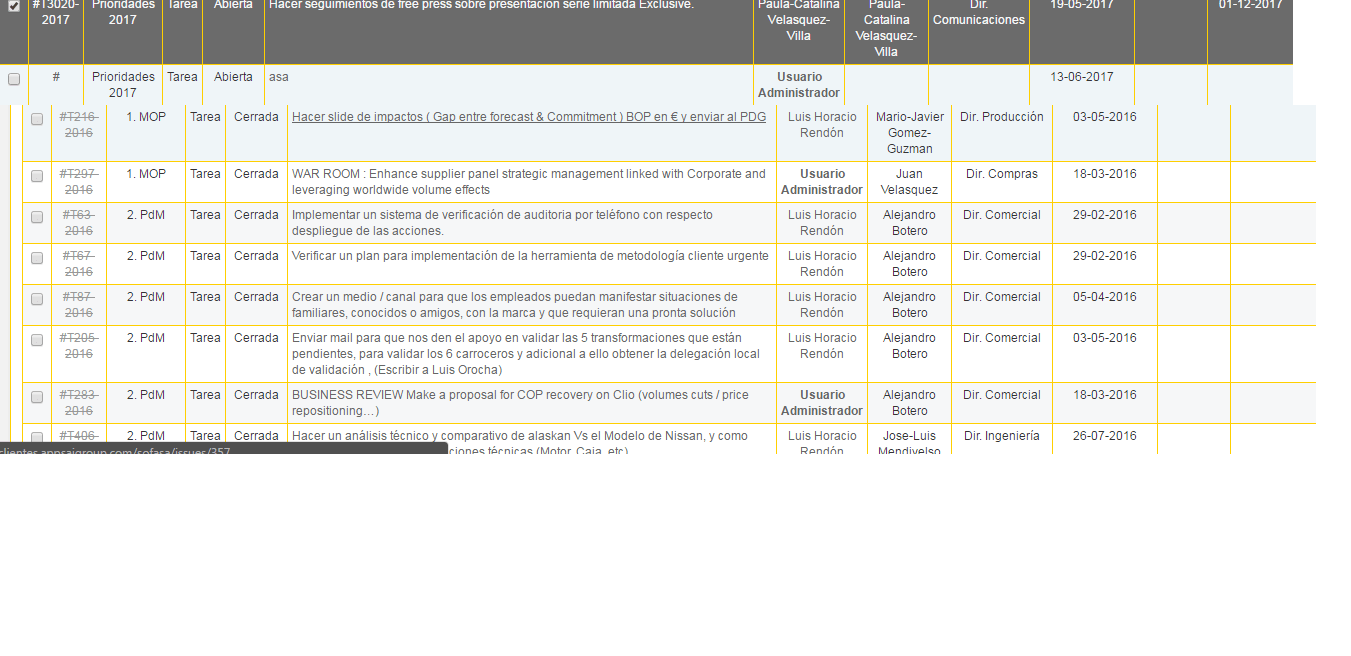 #T3020-2017 Prioridades 2017 Tarea Abierta Hacer seguimientos de free press sobre presentación serie limitada Exclusive. Paula-Catalina Velasquez-Villa Paula-Catalina Velasquez-Villa Dir. Comunicaciones 19-05-2017 01-12-2017
# Prioridades 2017 Tarea Abierta asa Usuario Administrador 13-06-2017
#T216-2016 1. MOP Tarea Cerrada Hacer slide de impactos ( Gap entre forecast & Commitment ) BOP en € y enviar al PDG Luis Horacio Rendón Mario-Javier Gomez-Guzman Dir. Producción 03-05-2016
#T297-2016 1. MOP Tarea Cerrada WAR ROOM : Enhance supplier panel strategic management linked with Corporate and leveraging worldwide volume effects Usuario Administrador Juan Velasquez Dir. Compras 18-03-2016
#T63-2016 2. PdM Tarea Cerrada Implementar un sistema de verificación de auditoria por teléfono con respecto despliegue de las acciones. Luis Horacio Rendón Alejandro Botero Dir. Comercial 29-02-2016
#T67-2016 2. PdM Tarea Cerrada Verificar un plan para implementación de la herramienta de metodología cliente urgente Luis Horacio Rendón Alejandro Botero Dir. Comercial 29-02-2016
#T87-2016 2. PdM Tarea Cerrada Crear un medio / canal para que los empleados puedan manifestar situaciones de familiares, conocidos o amigos, con la marca y que requieran una pronta solución Luis Horacio Rendón Alejandro Botero Dir. Comercial 05-04-2016
#T205-2016 2. PdM Tarea Cerrada Enviar mail para que nos den el apoyo en validar las 5 transformaciones que están pendientes, para validar los 6 carroceros y adicional a ello obtener la delegación local de validación , (Escribir a Luis Orocha) Luis Horacio Rendón Alejandro Botero Dir. Comercial 03-05-2016
#T283-2016 2. PdM Tarea Cerrada BUSINESS REVIEW Make a proposal for COP recovery on Clio (volumes cuts / price repositioning…) Usuario Administrador Alejandro Botero Dir. Comercial 18-03-2016
#T406- 2. PdM Tarea Cerrada Hacer un análisis técnico y comparativo de alaskan Vs el Modelo de Nissan, y como ciones técnicas (Motor, Caja, etc) Luis Horacio Rendón Jose-Luis Mendivelso Dir. Ingeniería 26-07-2016
clientes.appsaigroup.com/sofasa/issues/357